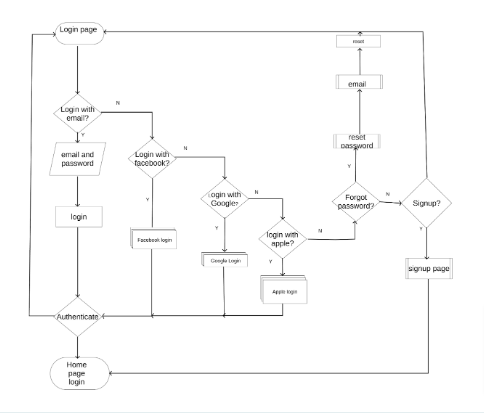 Login page
reset
email
N
Login with
email?
Y
reset
password
email and
password
Login with
facebook?
N
Y
Login with
Google?
N
Y
Forgot
password?
N
Signup?
Y
login
Y
Facebook login
login with
apple?
N
Y
Google Login
signup page
Apple login
Authenticate
Home
page
login